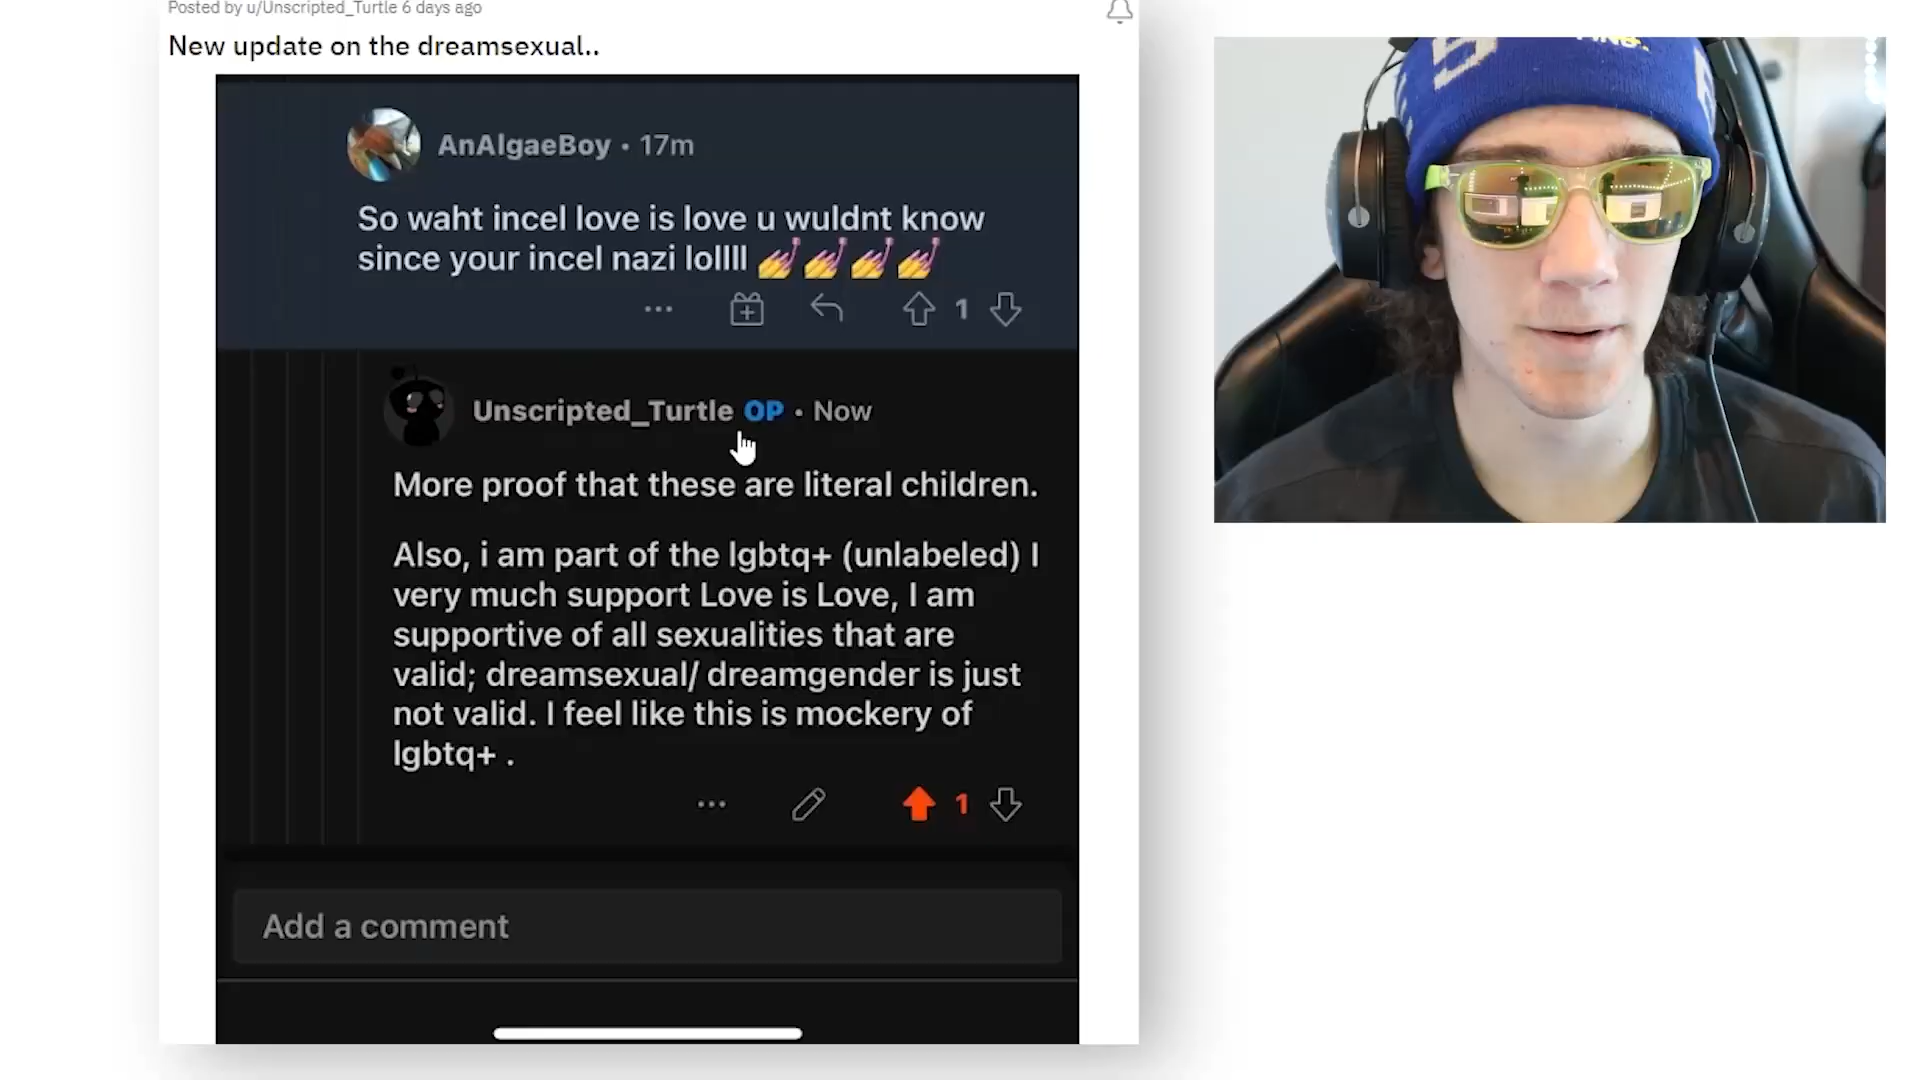 Posted by u/Unscripted_Turtle 6 days ago
New update on the dreamsexual..
AnAlgaeBoy • 17m
So waht incel love is love u wuldnt know
since your incel nazi lollll 💅💅💅💅
1
Unscripted_Turtle OP • Now
More proof that these are literal children.
Also, i am part of the lgbtq+ (unlabeled) I
very much support Love is Love, I am
supportive of all sexualities that are
valid; dreamsexual/ dreamgender is just
not valid. I feel like this is mockery of
lgbtq+ .
1
Add a comment